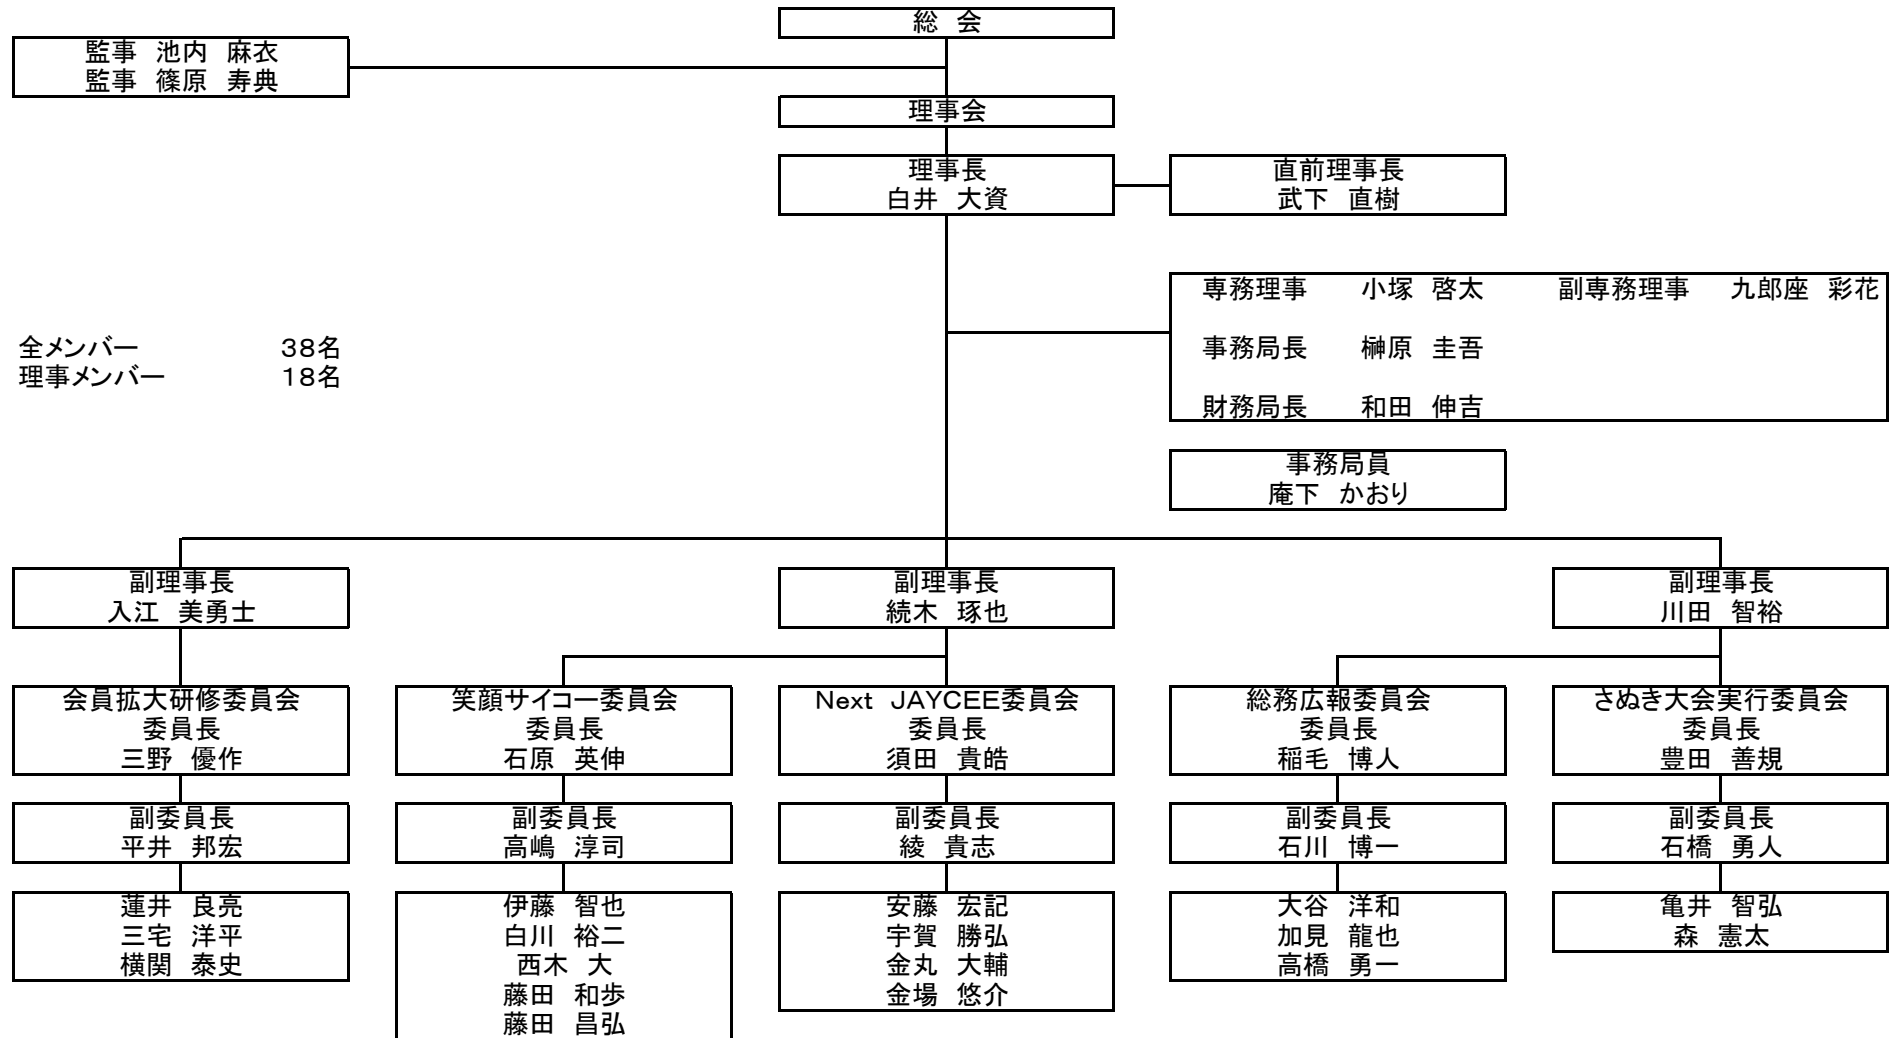 総　会
監事　池内　麻衣
監事　篠原　寿典
理事会
理事長
白井　大資
直前理事長
武下　直樹
専務理事　小塚　啓太　副専務理事　九郎座　彩花
事務局長　榊原　圭吾
財務局長　和田　伸吉
全メンバー　38名
理事メンバー　18名
事務局員
庵下　かおり
副理事長
入江　美勇士
副理事長
続木　琢也
副理事長
川田　智裕
会員拡大研修委員会
委員長
三野　優作
笑顔サイコー委員会
委員長
石原　英伸
Next　JAYCEE委員会
委員長
須田　貴皓
総務広報委員会
委員長
稲毛　博人
さぬき大会実行委員会
委員長
豊田　善規
副委員長
平井　邦宏
副委員長
高嶋　淳司
副委員長
綾　貴志
副委員長
石川　博一
副委員長
石橋　勇人
蓮井　良亮
三宅　洋平
横関　泰史
伊藤　智也
白川　裕二
西木　大
藤田　和歩
藤田　昌弘
安藤　宏記
宇賀　勝弘
金丸　大輔
金場　悠介
大谷　洋和
加見　龍也
高橋　勇一
亀井　智弘
森　憲太